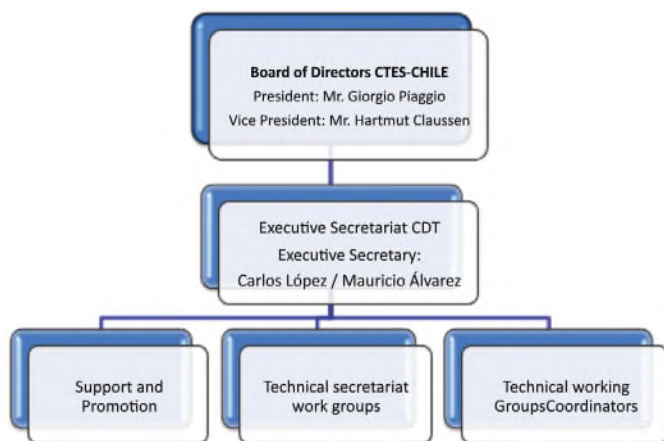 Board of Directors CTES-CHILE
President: Mr. Giorgio Piaggio
Vice President: Mr. Hartmut Claussen
Executive Secretariat CDT
Executive Secretary:
Carlos López / Mauricio Álvarez
Support and
Promotion
Technical secretariat
work groups
Technical working
GroupsCoordinators